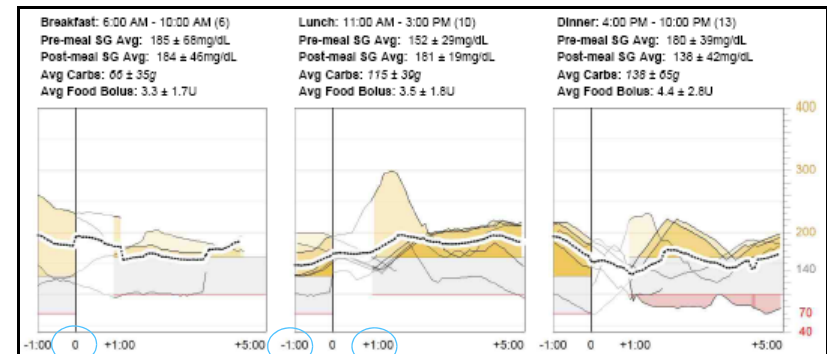 Breakfast: 6:00 AM - 10:00 AM (6)
Pre-meal SG Avg: 185 ± 68mg/dL
Post-meal SG Avg: 184 ± 46mg/dL
Avg Carbs: 66 ± 35g
Avg Food Bolus: 3.3 ± 1.7U
Lunch: 11:00 AM - 3:00 PM (10)
Pre-meal SG Avg: 152 ± 29mg/dL
Post-meal SG Avg: 181 ± 19mg/dL
Avg Carbs: 115 ± 39g
Avg Food Bolus: 3.5 ± 1.8U
Dinner: 4:00 PM - 10:00 PM (13)
Pre-meal SG Avg: 180 ± 39mg/dL
Post-meal SG Avg: 138 ± 42mg/dL
Avg Carbs: 138 ± 65g
Avg Food Bolus: 4.4 ± 2.8U
400
300
200
140
70
40
-1:00 0 +1:00 +5:00
-1:00 0 +1:00 +5:00
-1:00 0 +1:00 +5:00